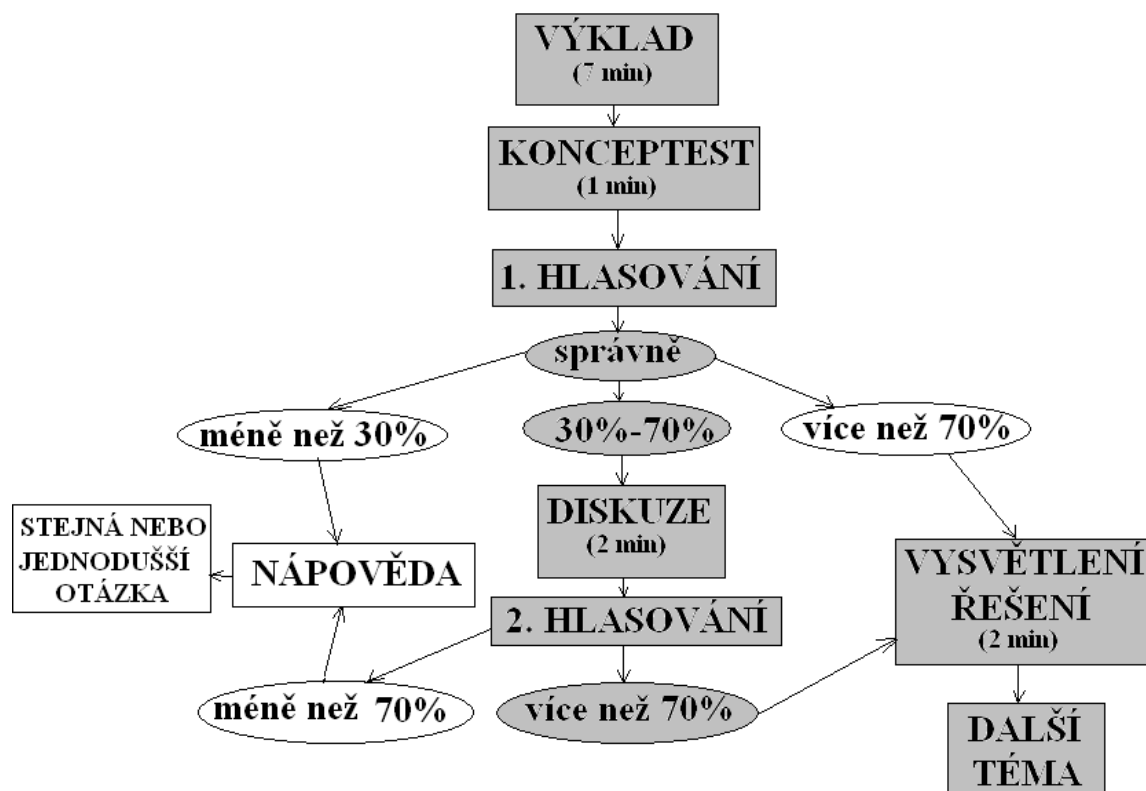 VÝKLAD
(7 min)
KONCEPTEST
(1 min)
1. HLASOVÁNÍ
správně
méně než 30%
30%-70%
více než 70%
DISKUZE
(2 min)
STEJNÁ NEBO
JEDNODUŠŠÍ
OTÁZKA
NÁPOVĚDA
VYSVĚTLENÍ
ŘEŠENÍ
(2 min)
2. HLASOVÁNÍ
méně než 70%
více než 70%
DALŠÍ
TÉMA